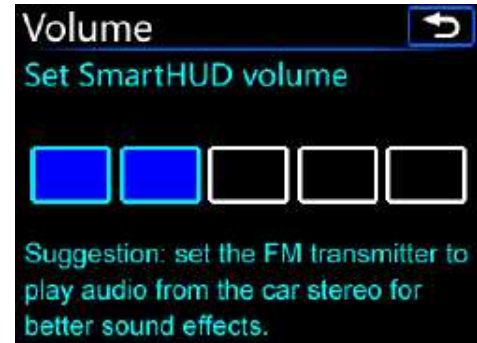 Volume
Set SmartHUD volume
Suggestion: set the FM transmitter to
play audio from the car stereo for
better sound effects.